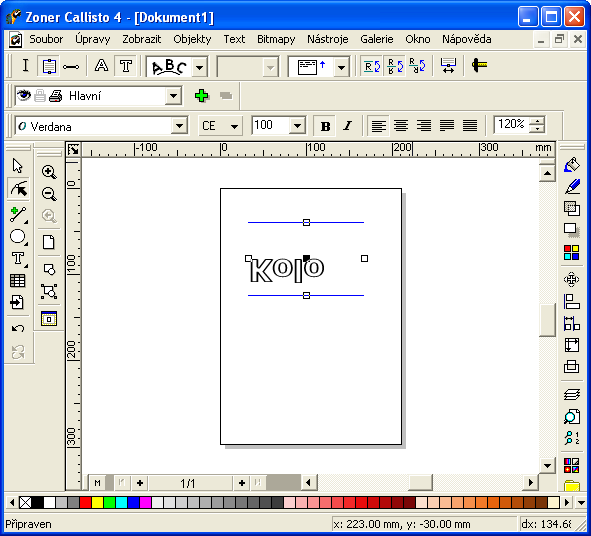 Zoner Callisto 4 - [Dokument1]
Soubor Úpravy Zobrazit Objekty Text Bitmapy Nástroje Galerie Okno Nápověda
I A T ABC
Hlavní
O Verdana CE 100 B I 120%
-100 0 100 200 300 mm
0
100
200
300
Kolo
M 1/1
Připraven x: 223.00 mm, y: -30.00 mm dx: 134.68